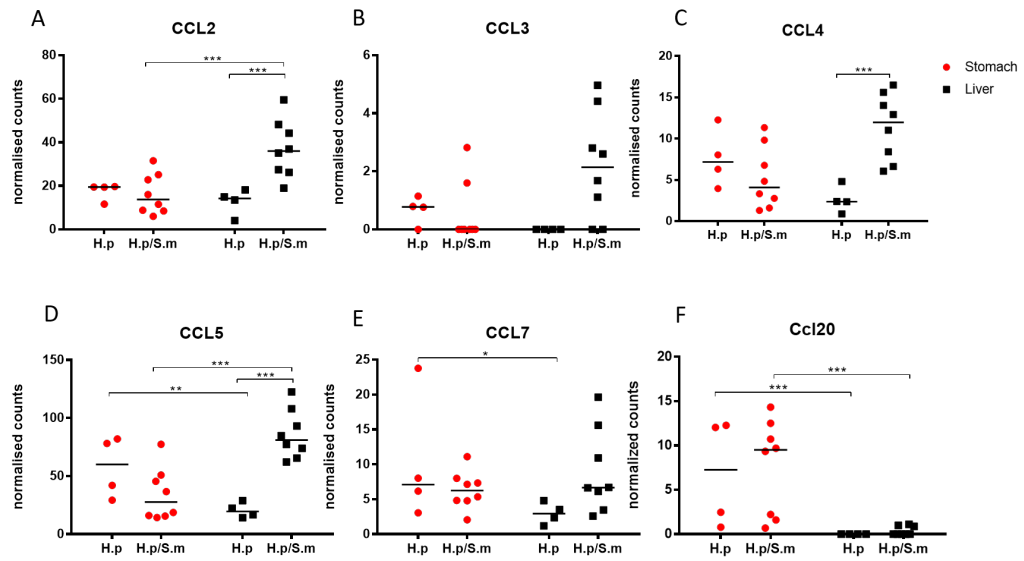 A
CCL2
normalised counts
80
60
40
20
0
***
***
H.p
H.p/S.m
H.p
H.p/S.m
B
CCL3
normalised counts
6
4
2
0
H.p
H.p/S.m
H.p
H.p/S.m
C
CCL4
normalised counts
20
15
10
5
0
***
H.p
H.p/S.m
H.p
H.p/S.m
Stomach
Liver
D
CCL5
normalised counts
150
100
50
0
***
**
***
H.p
H.p/S.m
H.p
H.p/S.m
E
CCL7
normalised counts
25
20
15
10
5
0
*
H.p
H.p/S.m
H.p
H.p/S.m
F
Ccl20
normalized counts
20
15
10
5
0
***
***
H.p
H.p/S.m
H.p
H.p/S.m